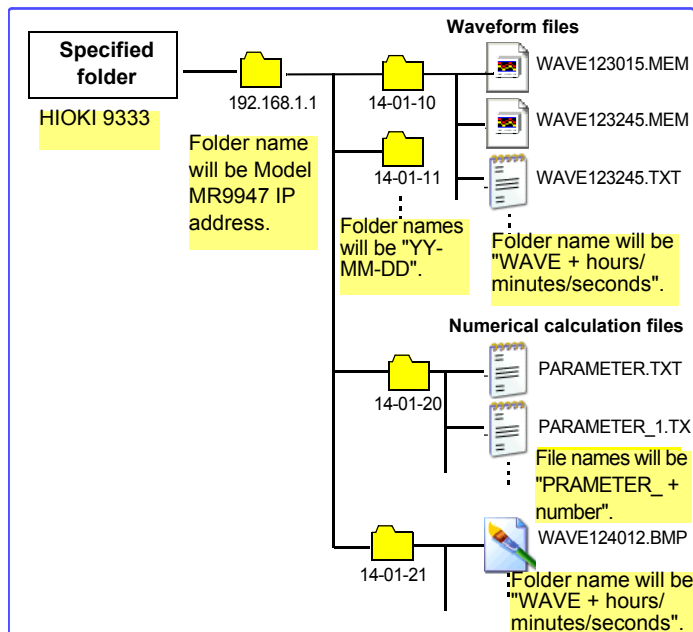 Specified
folder
HIOKI 9333
192.168.1.1
Folder name
will be Model
MR9947 IP
address.
14-01-10
14-01-11
Folder names
will be "YY-
MM-DD".
Waveform files
WAVE123015.MEM
WAVE123245.MEM
WAVE123245.TXT
Folder name will be
"WAVE + hours/
minutes/seconds".
Numerical calculation files
14-01-20
PARAMETER.TXT
PARAMETER_1.TX
File names will be
"PRAMETER_ +
number".
14-01-21
WAVE124012.BMP
Folder name will be
"WAVE + hours/
minutes/seconds".